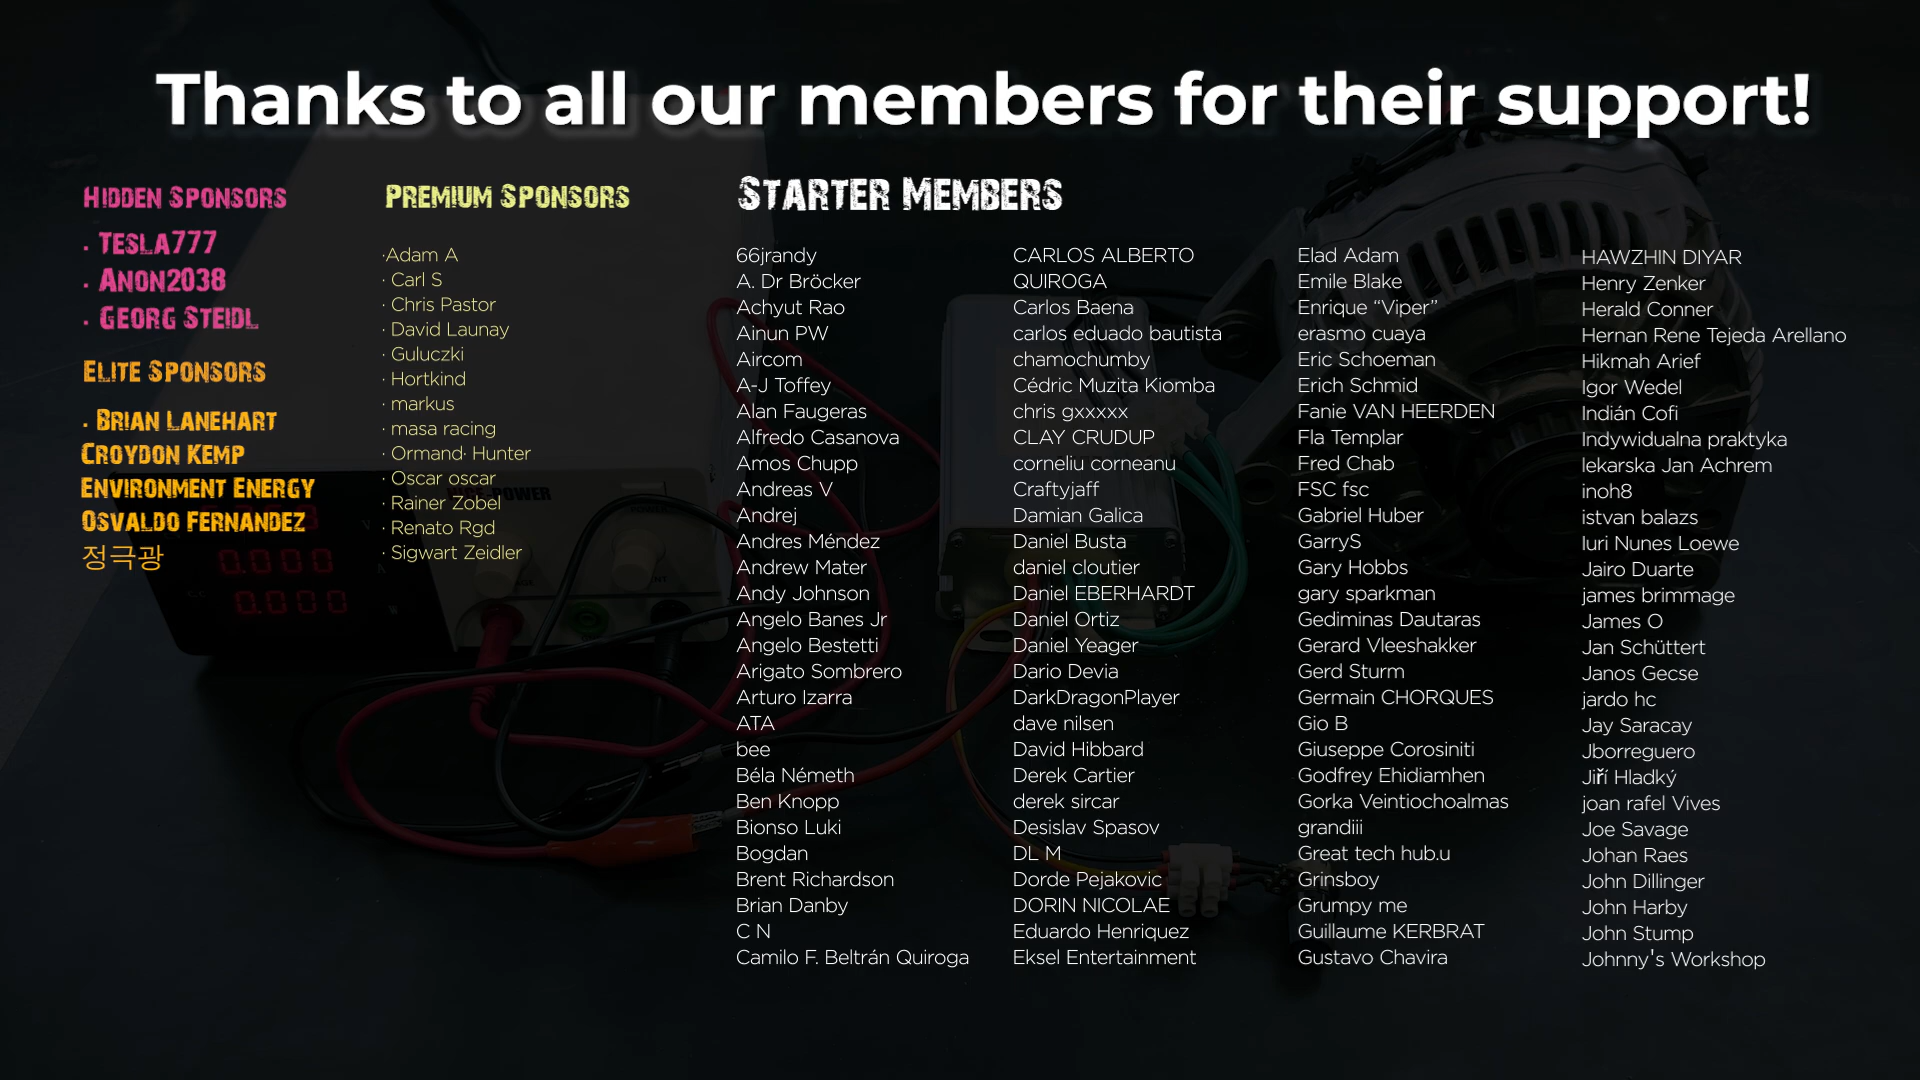 Thanks to all our members for their support!
Hidden Sponsors
· Tesla777
· Anon2038
· Georg Steidl
Elite Sponsors
· Brian Lanehart
Croydon Kemp
Environment Energy
Osvaldo Fernandez
정극광
Premium Sponsors
·Adam A
· Carl S
· Chris Pastor
· David Launay
· Guluczki
· Hortkind
· markus
· masa racing
· Ormand· Hunter
· Oscar oscar
· Rainer Zobel
· Renato Rgd
· Sigwart Zeidler
Starter Members
66jrandy
A. Dr Bröcker
Achyut Rao
Ainun PW
Aircom
A-J Toffey
Alan Faugeras
Alfredo Casanova
Amos Chupp
Andreas V
Andrej
Andres Méndez
Andrew Mater
Andy Johnson
Angelo Banes Jr
Angelo Bestetti
Arigato Sombrero
Arturo Izarra
ATA
bee
Béla Németh
Ben Knopp
Bionso Luki
Bogdan
Brent Richardson
Brian Danby
C N
Camilo F. Beltrán Quiroga
CARLOS ALBERTO
QUIROGA
Carlos Baena
carlos eduado bautista
chamochumby
Cédric Muzita Kiomba
chris gxxxxx
CLAY CRUDUP
corneliu corneanu
Craftyjaff
Damian Galica
Daniel Busta
daniel cloutier
Daniel EBERHARDT
Daniel Ortiz
Daniel Yeager
Dario Devia
DarkDragonPlayer
dave nilsen
David Hibbard
Derek Cartier
derek sircar
Desislav Spasov
DL M
Dorde Pejakovic
DORIN NICOLAE
Eduardo Henriquez
Eksel Entertainment
Elad Adam
Emile Blake
Enrique “Viper”
erasmo cuaya
Eric Schoeman
Erich Schmid
Fanie VAN HEERDEN
Fla Templar
Fred Chab
FSC fsc
Gabriel Huber
GarryS
Gary Hobbs
gary sparkman
Gediminas Dautaras
Gerard Vleeshakker
Gerd Sturm
Germain CHORQUES
Gio B
Giuseppe Corosiniti
Godfrey Ehidiamhen
Gorka Veintiochoalmas
grandiii
Great tech hub.u
Grinsboy
Grumpy me
Guillaume KERBRAT
Gustavo Chavira
HAWZHIN DIYAR
Henry Zenker
Herald Conner
Hernan Rene Tejeda Arellano
Hikmah Arief
Igor Wedel
Indián Cofi
Indywidualna praktyka
lekarska Jan Achrem
inoh8
istvan balazs
Iuri Nunes Loewe
Jairo Duarte
james brimmage
James O
Jan Schüttert
Janos Gecse
jardo hc
Jay Saracay
Jborreguero
Jiří Hladký
joan rafel Vives
Joe Savage
Johan Raes
John Dillinger
John Harby
John Stump
Johnny's Workshop
0.000
0.000